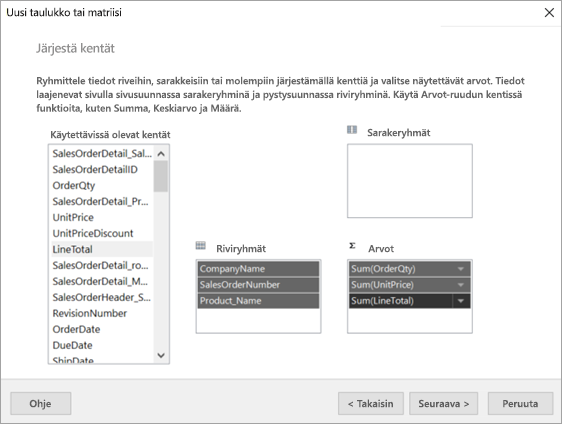 Uusi taulukko tai matriisi
Järjestä kentät
Ryhmittele tiedot riveihin, sarakkeisiin tai molempiin järjestämällä kenttiä ja valitse näytettävät arvot. Tiedot
laajenevat sivulla sivusuunnassa sarakeryhminä ja pystysuunnassa riviryhminä. Käytä Arvot-ruudun kentissä
funktioita, kuten Summa, Keskiarvo ja Määrä.
Käytettävissä olevat kentät
SalesOrderDetail_Sal...
SalesOrderDetailID
OrderQty
SalesOrderDetail_Pr...
UnitPrice
UnitPriceDiscount
LineTotal
SalesOrderDetail_ro...
SalesOrderDetail_M...
SalesOrderHeader_S...
RevisionNumber
OrderDate
DueDate
ShipDate
Sarakeryhmät
Riviryhmät
CompanyName
SalesOrderNumber
Product_Name
Σ Arvot
Sum(OrderQty)
Sum(UnitPrice)
Sum(LineTotal)
Ohje
< Takaisin
Seuraava >
Peruuta